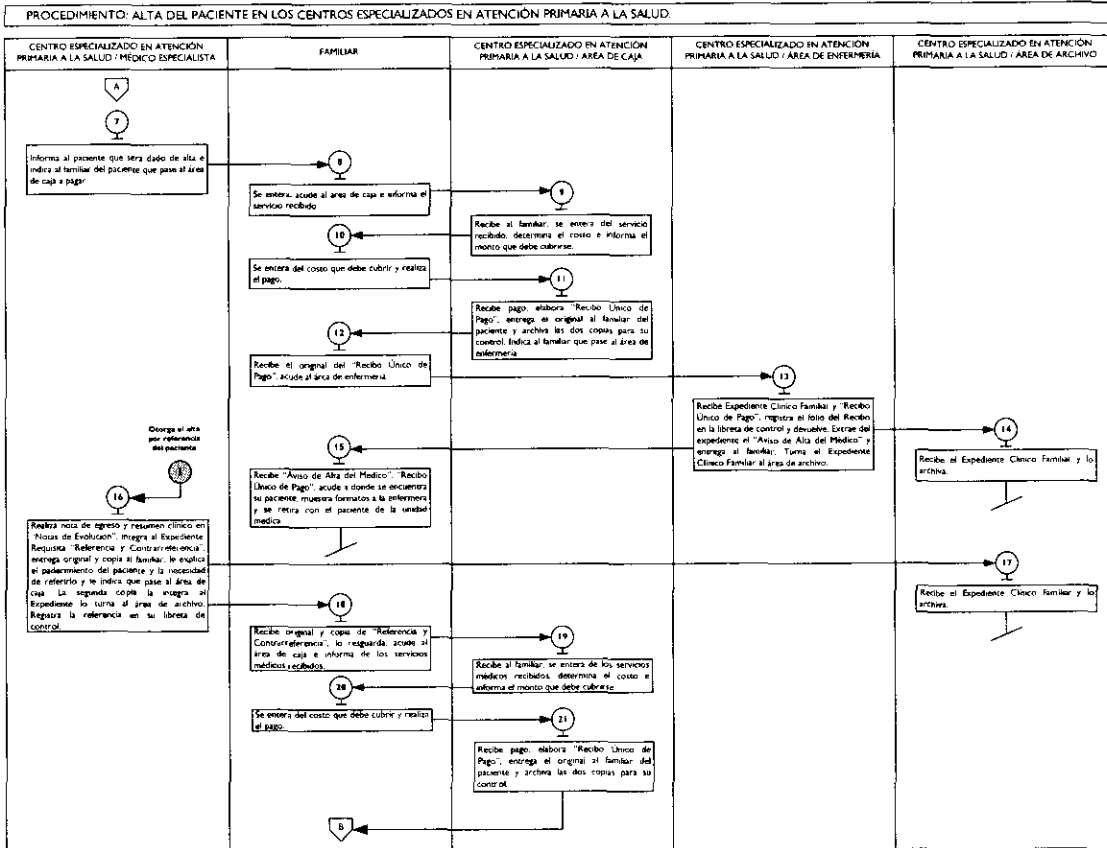 PROCEDIMIENTO: ALTA DEL PACIENTE EN LOS CENTROS ESPECIALIZADOS EN ATENCIÓN PRIMARIA A LA SALUD.
CENTRO ESPECIALIZADO EN ATENCIÓN
PRIMARIA A LA SALUD / MÉDICO ESPECIALISTA
FAMILIAR
CENTRO ESPECIALIZADO EN ATENCIÓN
PRIMARIA A LA SALUD / ÁREA DE CAJA
CENTRO ESPECIALIZADO EN ATENCIÓN
PRIMARIA A LA SALUD / ÁREA DE ENFERMERÍA
CENTRO ESPECIALIZADO EN ATENCIÓN
PRIMARIA A LA SALUD / ÁREA DE ARCHIVO
A
7
Informa al paciente que sera dado de alta e
indica al familiar del paciente que pase al área
de caja a pagar
8
Se entera, acude al area de caja e informa el
servicio recibido
9
Recibe al familiar, se entera del servicio
recibido, determina el costo e informa el
monto que debe cubrirse.
10
Se entera del costo que debe cubrir y realiza
el pago.
11
Recibe pago, elabora "Recibo Único de
Pago", entrega el original al familiar del
paciente y archiva las dos copias para su
control. Indica al familiar que pase al área de
enfermería
12
Recibe el original del "Recibo Único de
Pago", acude al área de enfermería
13
Recibe Expediente Clínico Familiar y "Recibo
Único de Pago", registra el folio del Recibo
en la libreta de control y devuelve. Extrae del
expediente el "Aviso de Alta del Médico" y
entrega al familiar. Turna el Expediente
Clínico Familiar al área de archivo.
14
Recibe el Expediente Clínico Familiar y lo
archiva.
15
Recibe "Aviso de Alta del Medico", "Recibo
Único de Pago", acude a donde se encuentra
su paciente, muestra formatos a la enfermera
y se retira con el paciente de la unidad
medica
Otorga el alta
por referencia
del paciente
16
Realiza nota de egreso y resumen clínico en
"Notas de Evolucion", integra al Expediente
Requisita "Referencia y Contrarreferencia",
entrega original y copia al familiar, le explica
el padecimiento del paciente y la necesidad
de referirlo y le indica que pase al área de
caja La segunda copia la integra al
Expediente lo turna al área de archivo.
Registra la referencia en su libreta de
control.
17
Recibe el Expediente Clínico Familiar y lo
archiva.
18
Recibe original y copia de "Referencia y
Contrarreferencia", lo resguarda, acude al
área de caja e informa de los servicios
médicos recibidos.
19
Recibe al familiar, se entera de los servicios
médicos recibidos, determina el costo e
informa el monto que debe cubrirse
20
Se entera del costo que debe cubrir y realiza
el pago.
21
Recibe pago, elabora "Recibo Único de
Pago", entrega el original al familiar del
paciente y archiva las dos copias para su
control
B